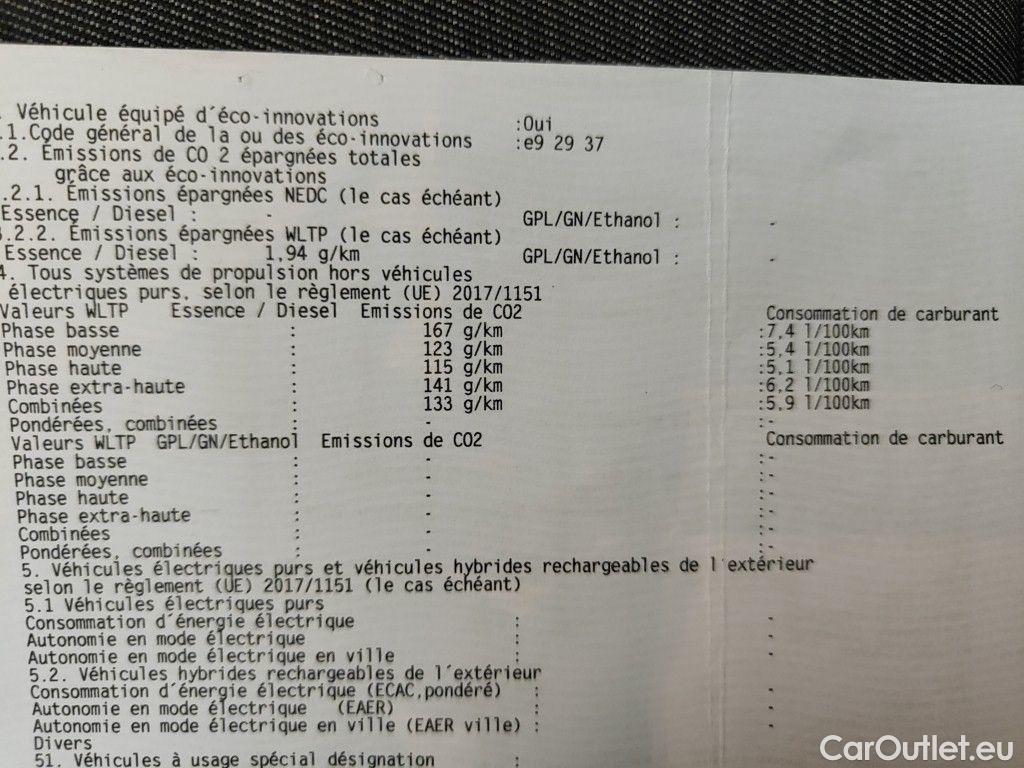 . Véhicule équipé d´éco-innovations :Oui
.1.Code général de la ou des éco-innovations :e9 29 37
.2. Émissions de CO 2 épargnées totales
grâce aux éco-innovations
.2.1. Émissions épargnées NEDC (le cas échéant)
Essence / Diesel : - GPL/GN/Ethanol : -
3.2.2. Émissions épargnées WLTP (le cas échéant)
Essence / Diesel : 1,94 g/km GPL/GN/Ethanol : -
4. Tous systèmes de propulsion hors véhicules
électriques purs, selon le règlement (UE) 2017/1151
Valeurs WLTP Essence / Diesel Emissions de CO2 Consommation de carburant
Phase basse : 167 g/km :7,4 l/100km
Phase moyenne : 123 g/km :5,4 l/100km
Phase haute : 115 g/km :5,1 l/100km
Phase extra-haute : 141 g/km :6,2 l/100km
Combinées : 133 g/km :5,9 l/100km
Pondérées, combinées : - :-
Valeurs WLTP GPL/GN/Ethanol Emissions de CO2 Consommation de carburant
Phase basse : - :-
Phase moyenne : - :-
Phase haute : - :-
Phase extra-haute : - :-
Combinées : - :-
Pondérées, combinées : - :-
5. Véhicules électriques purs et véhicules hybrides rechargeables de l´extérieur
selon le règlement (UE) 2017/1151 (le cas échéant)
5.1 Véhicules électriques purs
Consommation d´énergie électrique : -
Autonomie en mode électrique : -
Autonomie en mode électrique en ville : -
5.2. Véhicules hybrides rechargeables de l´extérieur
Consommation d´énergie électrique (ECAC,pondéré) : -
Autonomie en mode électrique (EAER) : -
Autonomie en mode électrique en ville (EAER ville) : -
Divers
51. Véhicules à usage spécial désignation :
CarOutlet.eu